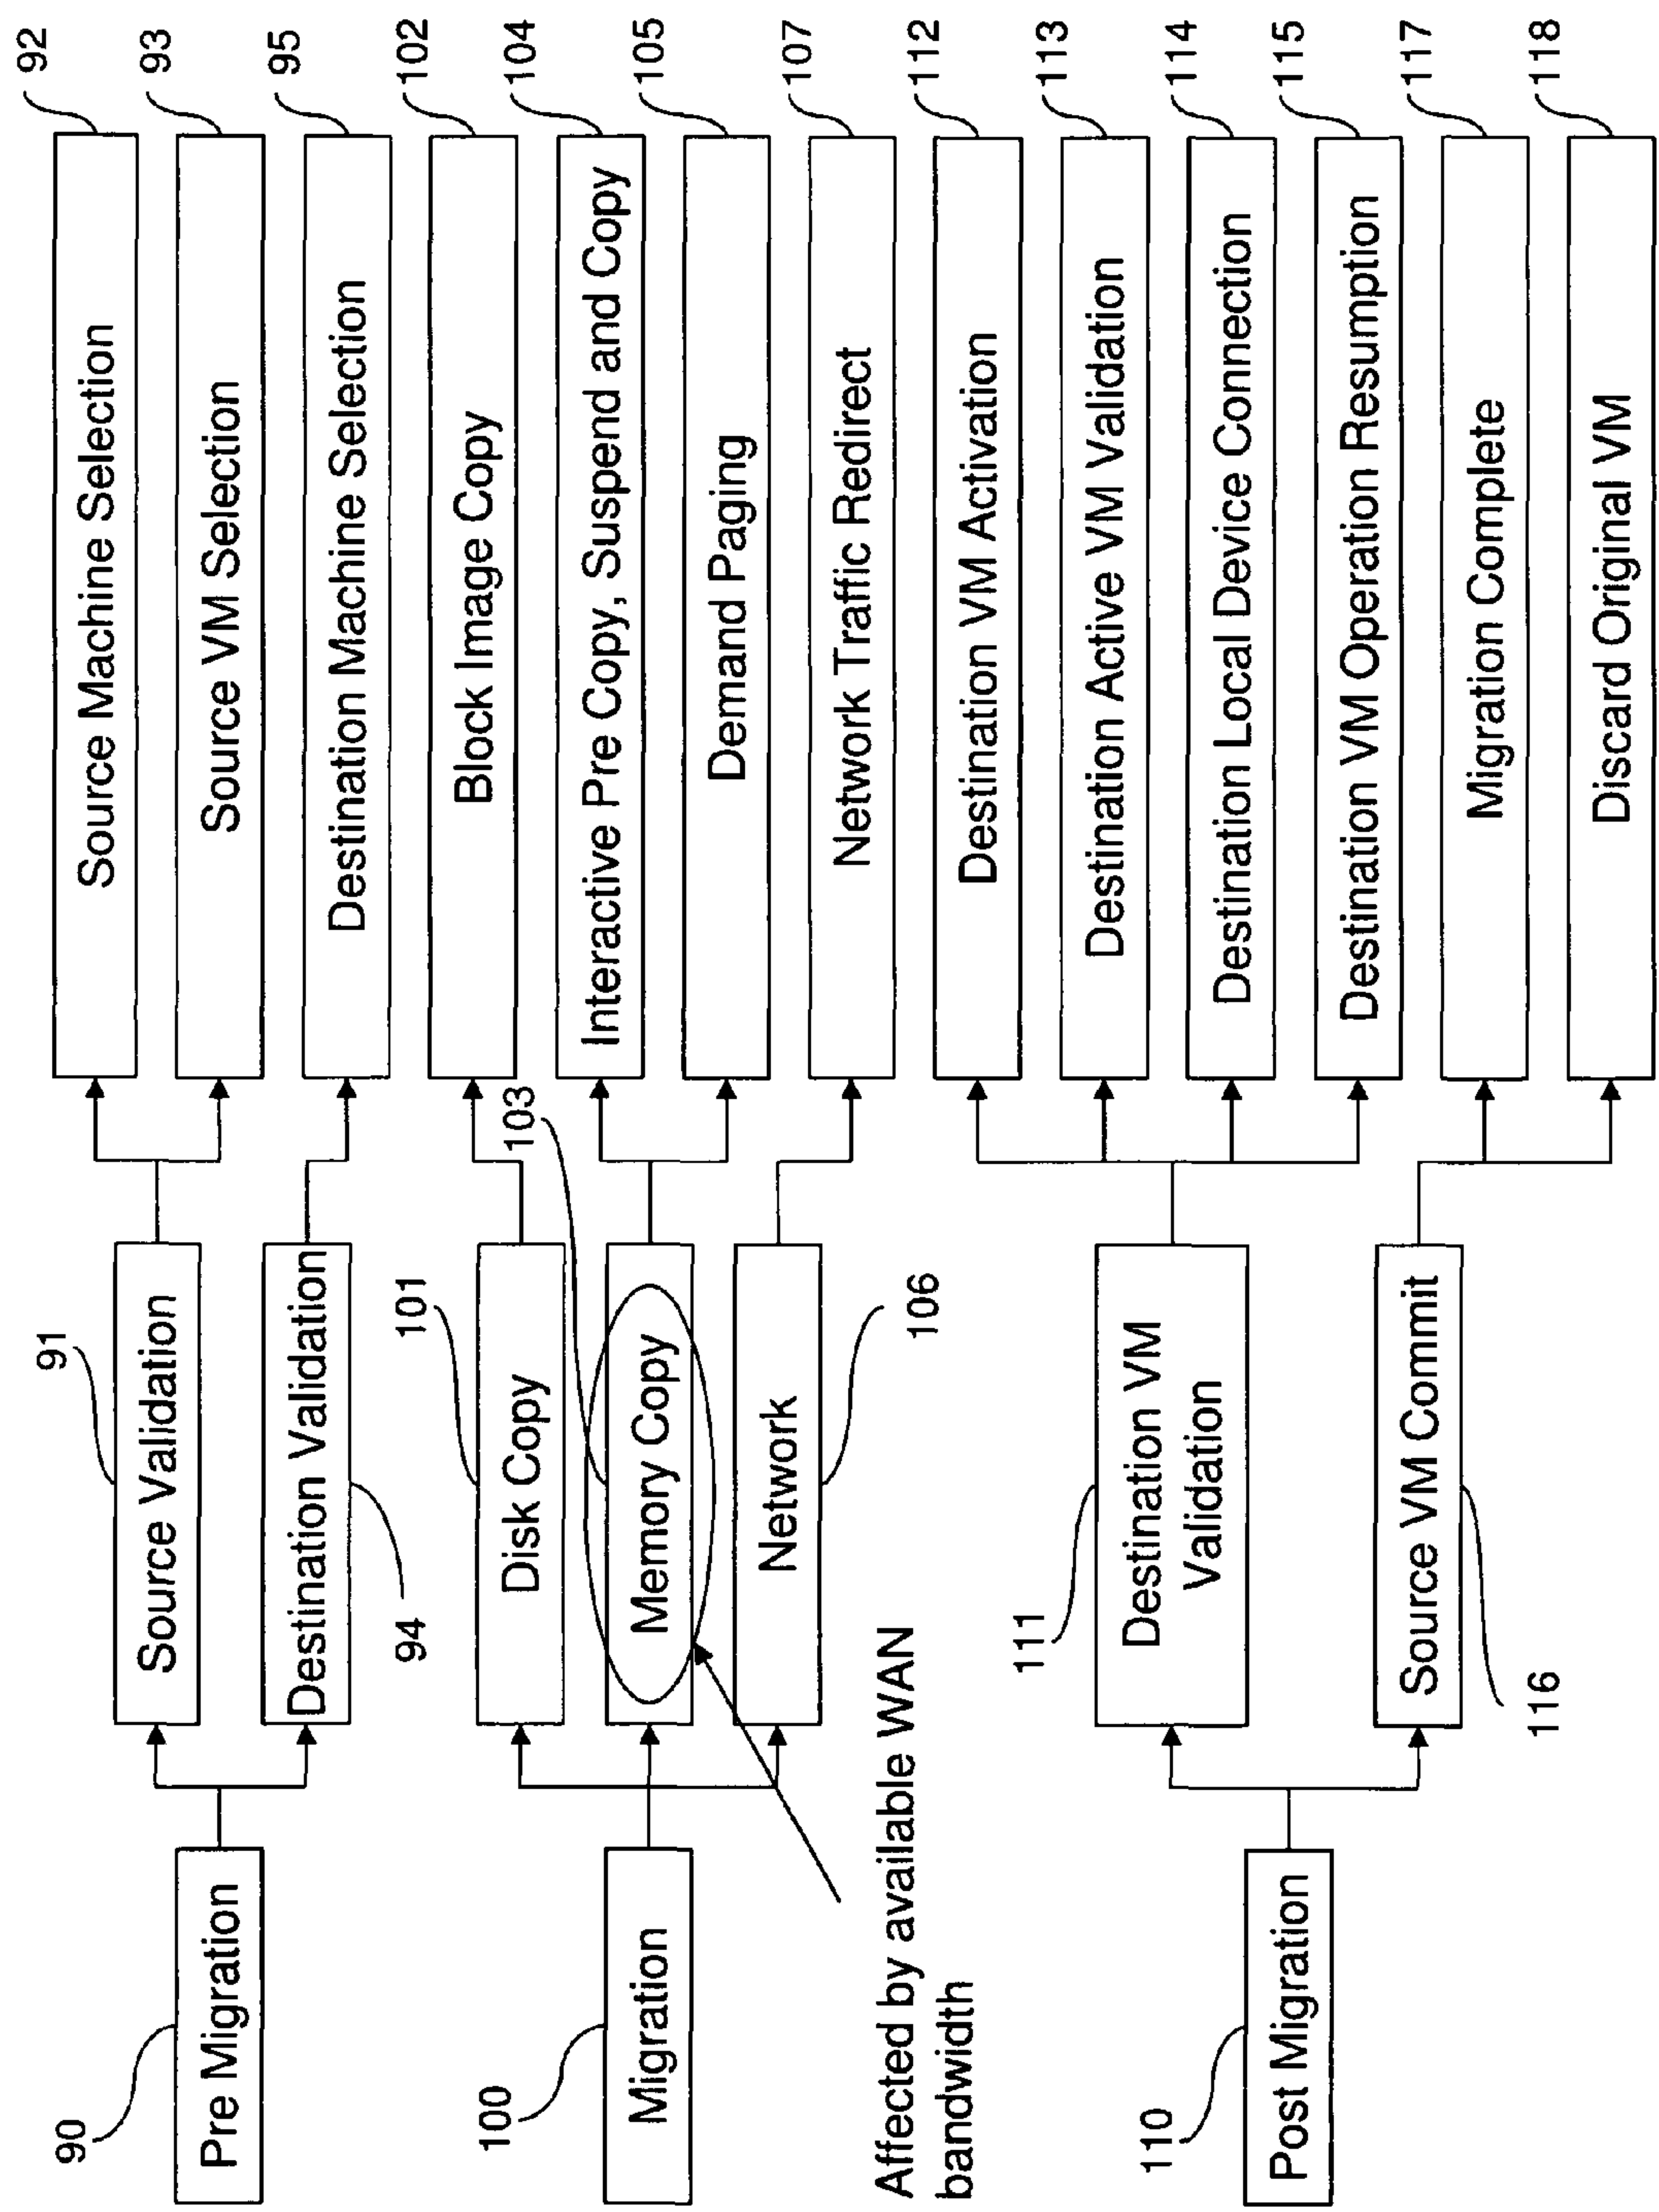 90
Pre Migration
91
Source Validation
92
Source Machine Selection
93
Source VM Selection
94
Destination Validation
95
Destination Machine Selection
100
Migration
101
Disk Copy
102
Block Image Copy
103
Memory Copy
104
Interactive Pre Copy, Suspend and Copy
105
Demand Paging
106
Network
107
Network Traffic Redirect
Affected by available WAN
bandwidth
110
Post Migration
111
Destination VM
Validation
112
Destination VM Activation
113
Destination Active VM Validation
114
Destination Local Device Connection
115
Destination VM Operation Resumption
116
Source VM Commit
117
Migration Complete
118
Discard Original VM